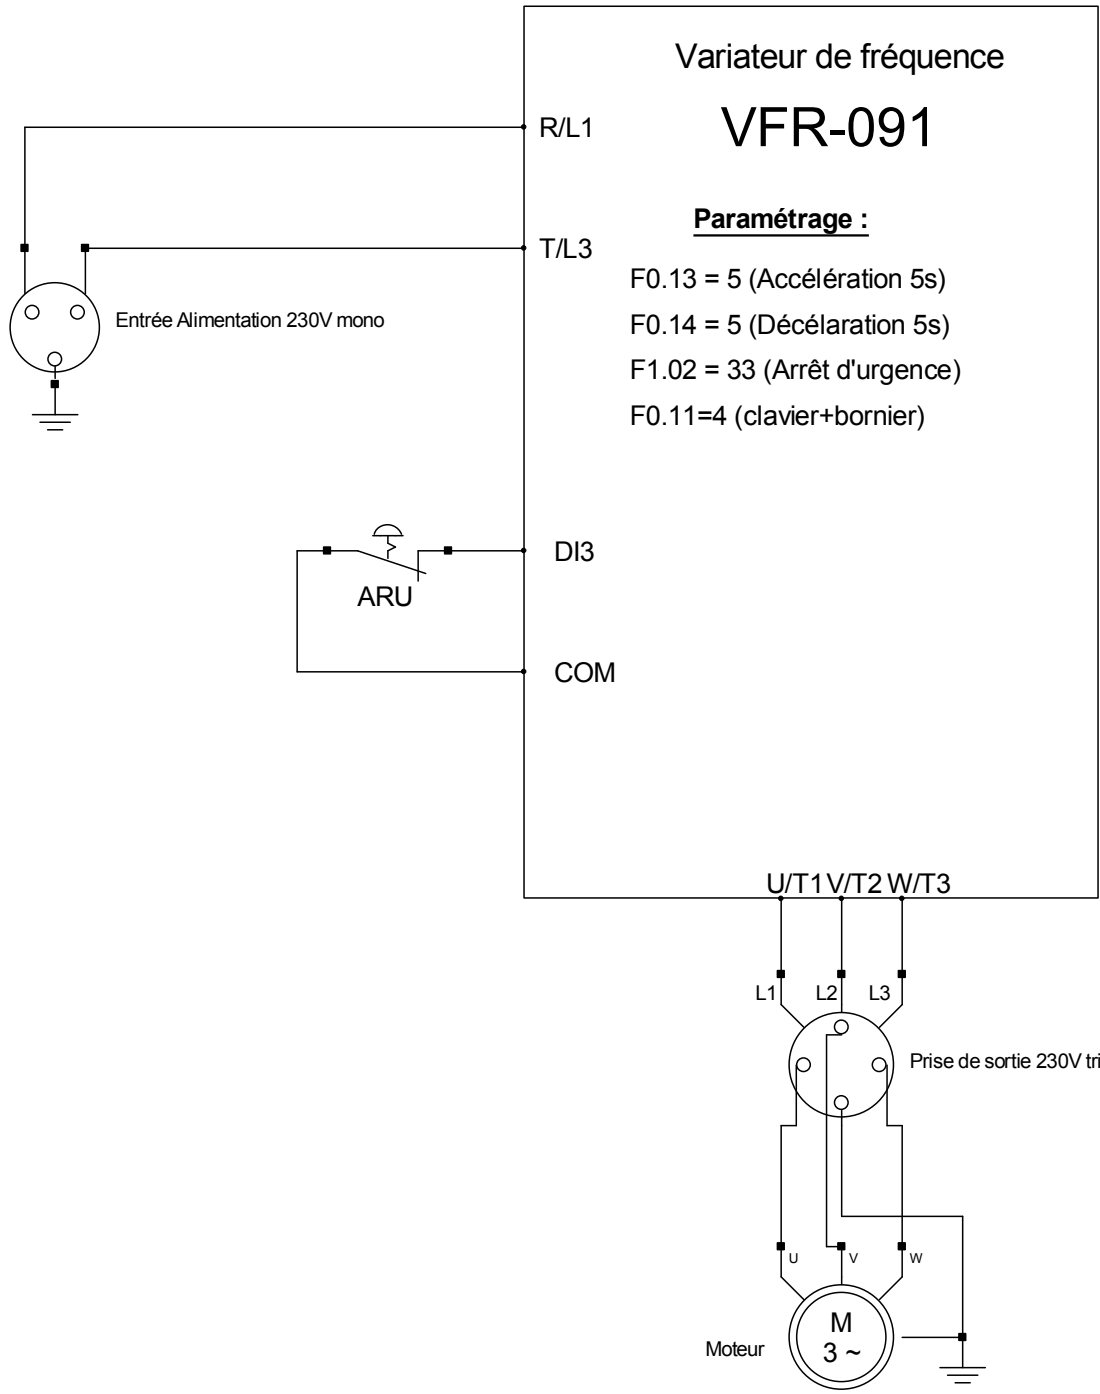 Variateur de fréquence
VFR-091
R/L1
Paramétrage :
T/L3
F0.13 = 5 (Accélération 5s)
Entrée Alimentation 230V mono
F0.14 = 5 (Décélaration 5s)
F1.02 = 33 (Arrêt d'urgence)
F0.11=4 (clavier+bornier)
DI3
ARU
COM
U/T1 V/T2 W/T3
L1 L2 L3
Prise de sortie 230V tri
U V W
M
3 ~
Moteur